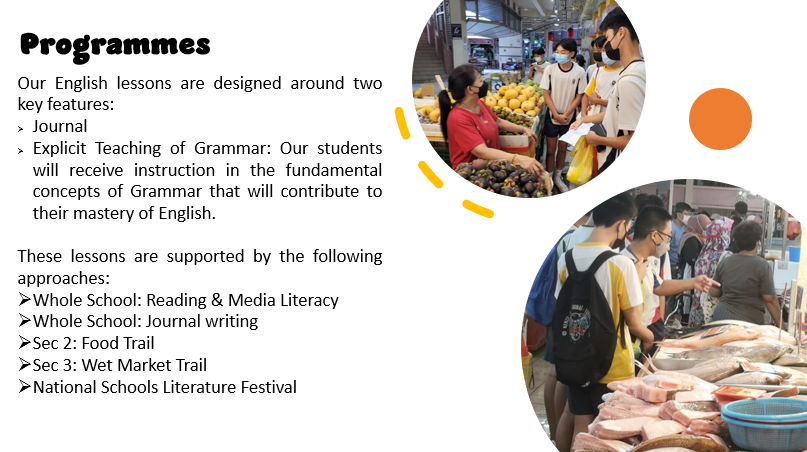 Programmes
Our English lessons are designed around two
key features:
➢ Journal
➢ Explicit Teaching of Grammar: Our students
will receive instruction in the fundamental
concepts of Grammar that will contribute to
their mastery of English.
These lessons are supported by the following
approaches:
➢Whole School: Reading & Media Literacy
➢Whole School: Journal writing
➢Sec 2: Food Trail
➢Sec 3: Wet Market Trail
➢National Schools Literature Festival